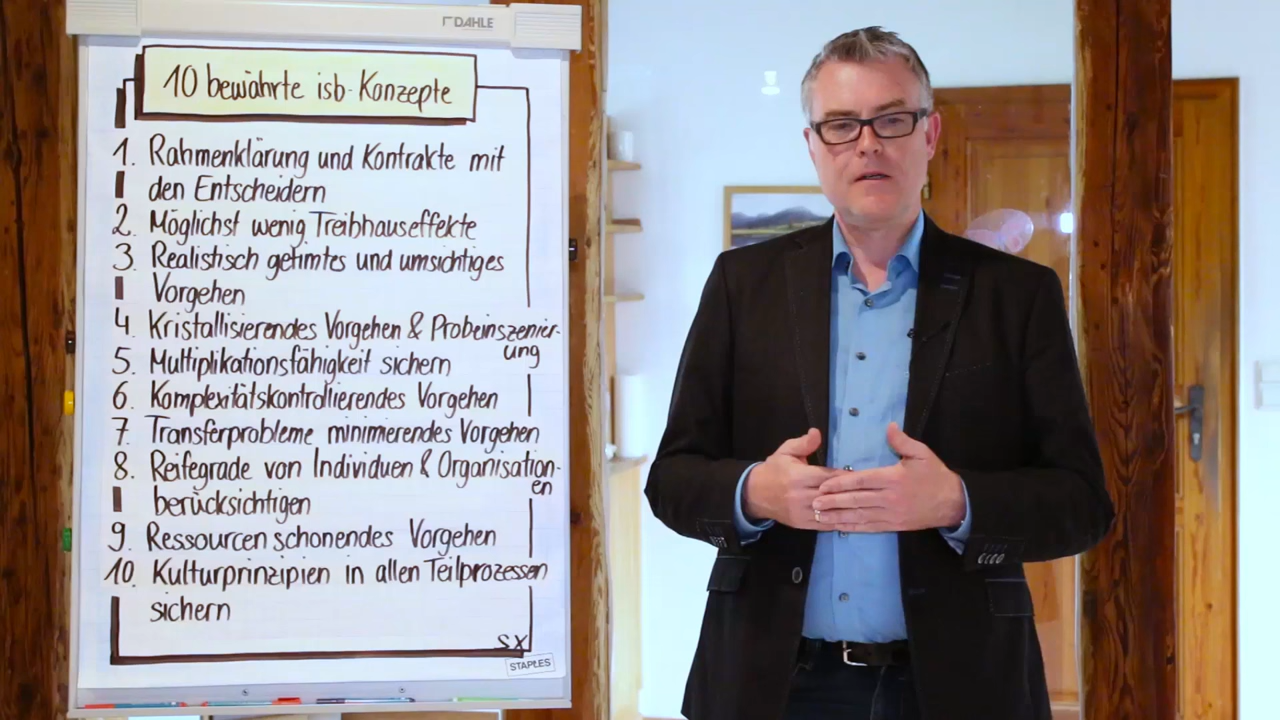 DAHLE
10 bewährte isb-Konzepte
1. Rahmenklärung und Kontrakte mit
den Entscheidern
2. Möglichst wenig Treibhauseffekte
3. Realistisch getimtes und umsichtiges
Vorgehen
4. Kristallisierendes Vorgehen & Probeinszenier-
ung
5. Multiplikationsfähigkeit sichern
6. Komplexitätskontrollierendes Vorgehen
7. Transferprobleme minimierendes Vorgehen
8. Reifegrade von Individuen & Organisation-
en
berücksichtigen
9. Ressourcen schonendes Vorgehen
10. Kulturprinzipien in allen Teilprozessen
sichern
SX
STAPLES